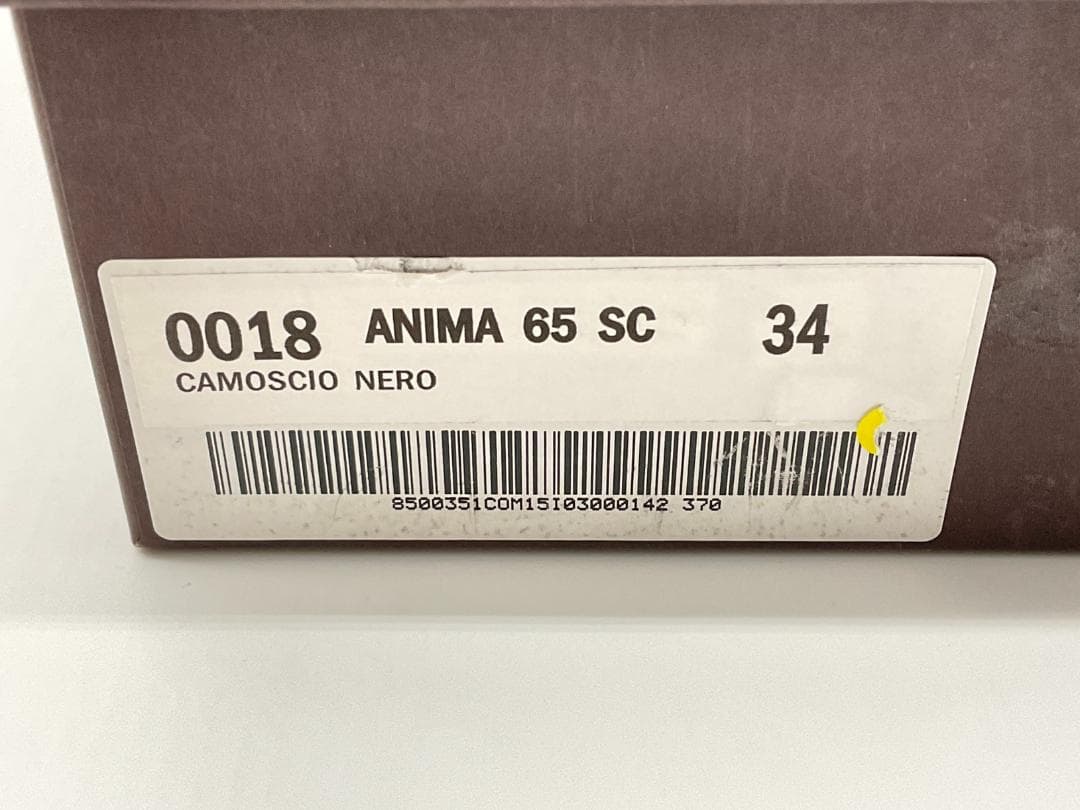 0018 ANIMA 65 SC 34
CAMOSCIO NERO
8500351COM15I03000142 370